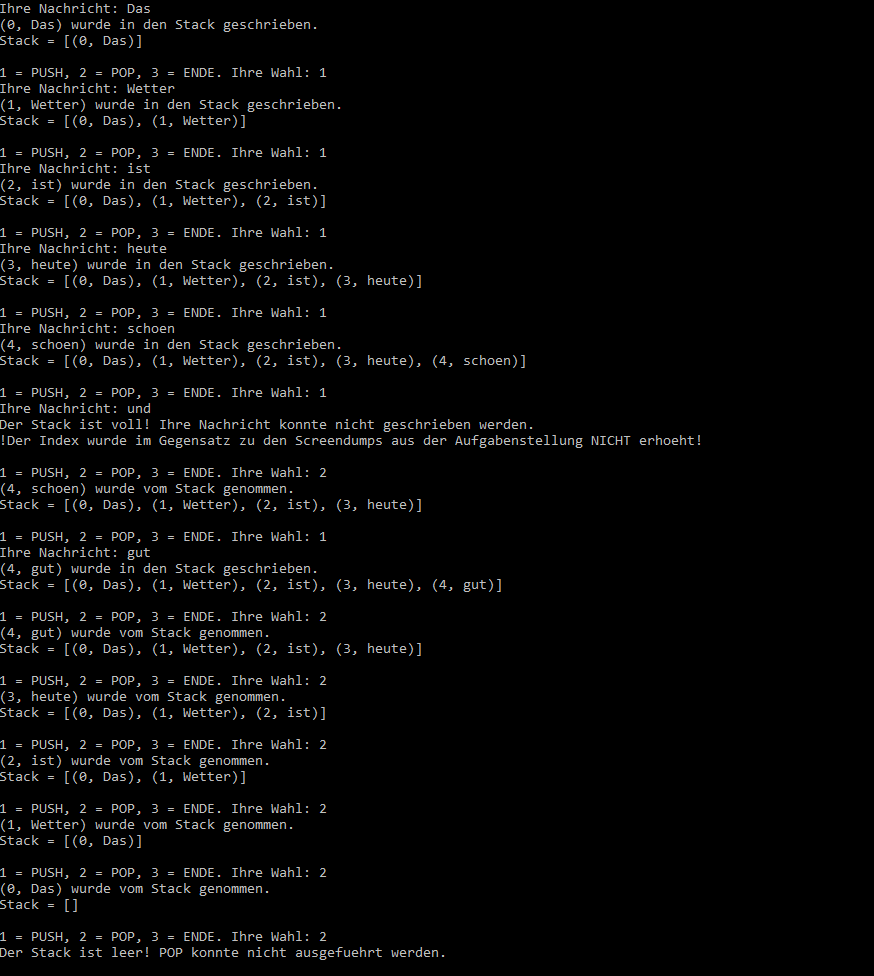 Ihre Nachricht: Das
(0, Das) wurde in den Stack geschrieben.
Stack = [(0, Das)]
1 = PUSH, 2 = POP, 3 = ENDE. Ihre Wahl: 1
Ihre Nachricht: Wetter
(1, Wetter) wurde in den Stack geschrieben.
Stack = [(0, Das), (1, Wetter)]
1 = PUSH, 2 = POP, 3 = ENDE. Ihre Wahl: 1
Ihre Nachricht: ist
(2, ist) wurde in den Stack geschrieben.
Stack = [(0, Das), (1, Wetter), (2, ist)]
1 = PUSH, 2 = POP, 3 = ENDE. Ihre Wahl: 1
Ihre Nachricht: heute
(3, heute) wurde in den Stack geschrieben.
Stack = [(0, Das), (1, Wetter), (2, ist), (3, heute)]
1 = PUSH, 2 = POP, 3 = ENDE. Ihre Wahl: 1
Ihre Nachricht: schoen
(4, schoen) wurde in den Stack geschrieben.
Stack = [(0, Das), (1, Wetter), (2, ist), (3, heute), (4, schoen)]
1 = PUSH, 2 = POP, 3 = ENDE. Ihre Wahl: 1
Ihre Nachricht: und
Der Stack ist voll! Ihre Nachricht konnte nicht geschrieben werden.
!Der Index wurde im Gegensatz zu den Screendumps aus der Aufgabenstellung NICHT erhoeht!
1 = PUSH, 2 = POP, 3 = ENDE. Ihre Wahl: 2
(4, schoen) wurde vom Stack genommen.
Stack = [(0, Das), (1, Wetter), (2, ist), (3, heute)]
1 = PUSH, 2 = POP, 3 = ENDE. Ihre Wahl: 1
Ihre Nachricht: gut
(4, gut) wurde in den Stack geschrieben.
Stack = [(0, Das), (1, Wetter), (2, ist), (3, heute), (4, gut)]
1 = PUSH, 2 = POP, 3 = ENDE. Ihre Wahl: 2
(4, gut) wurde vom Stack genommen.
Stack = [(0, Das), (1, Wetter), (2, ist), (3, heute)]
1 = PUSH, 2 = POP, 3 = ENDE. Ihre Wahl: 2
(3, heute) wurde vom Stack genommen.
Stack = [(0, Das), (1, Wetter), (2, ist)]
1 = PUSH, 2 = POP, 3 = ENDE. Ihre Wahl: 2
(2, ist) wurde vom Stack genommen.
Stack = [(0, Das), (1, Wetter)]
1 = PUSH, 2 = POP, 3 = ENDE. Ihre Wahl: 2
(1, Wetter) wurde vom Stack genommen.
Stack = [(0, Das)]
1 = PUSH, 2 = POP, 3 = ENDE. Ihre Wahl: 2
(0, Das) wurde vom Stack genommen.
Stack = []
1 = PUSH, 2 = POP, 3 = ENDE. Ihre Wahl: 2
Der Stack ist leer! POP konnte nicht ausgefuehrt werden.